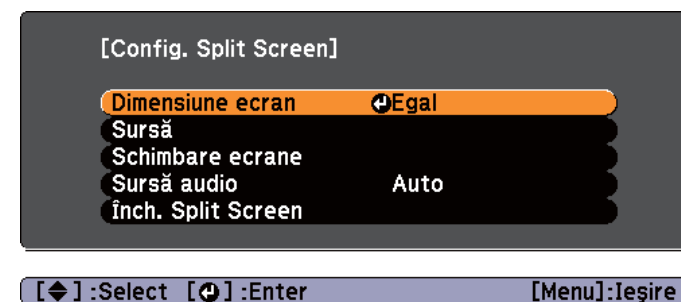 [Config. Split Screen]
Dimensiune ecran Egal
Sursă
Schimbare ecrane
Sursă audio Auto
Înch. Split Screen
[◆] :Select [↵] :Enter [Menu]:Ieşire